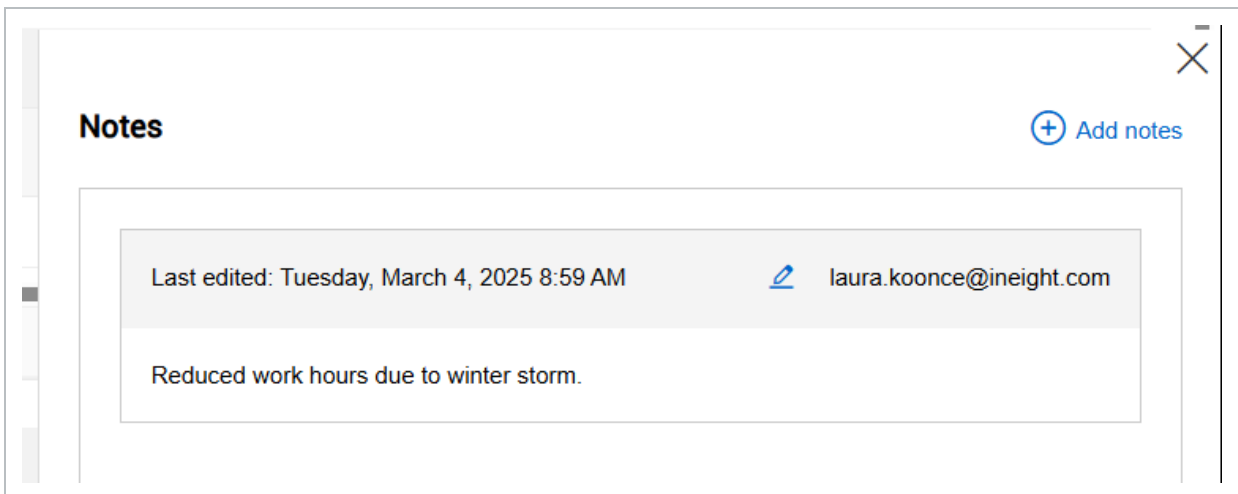 Notes
Add notes
Last edited: Tuesday, March 4, 2025 8:59 AM
laura.koonce@ineight.com
Reduced work hours due to winter storm.